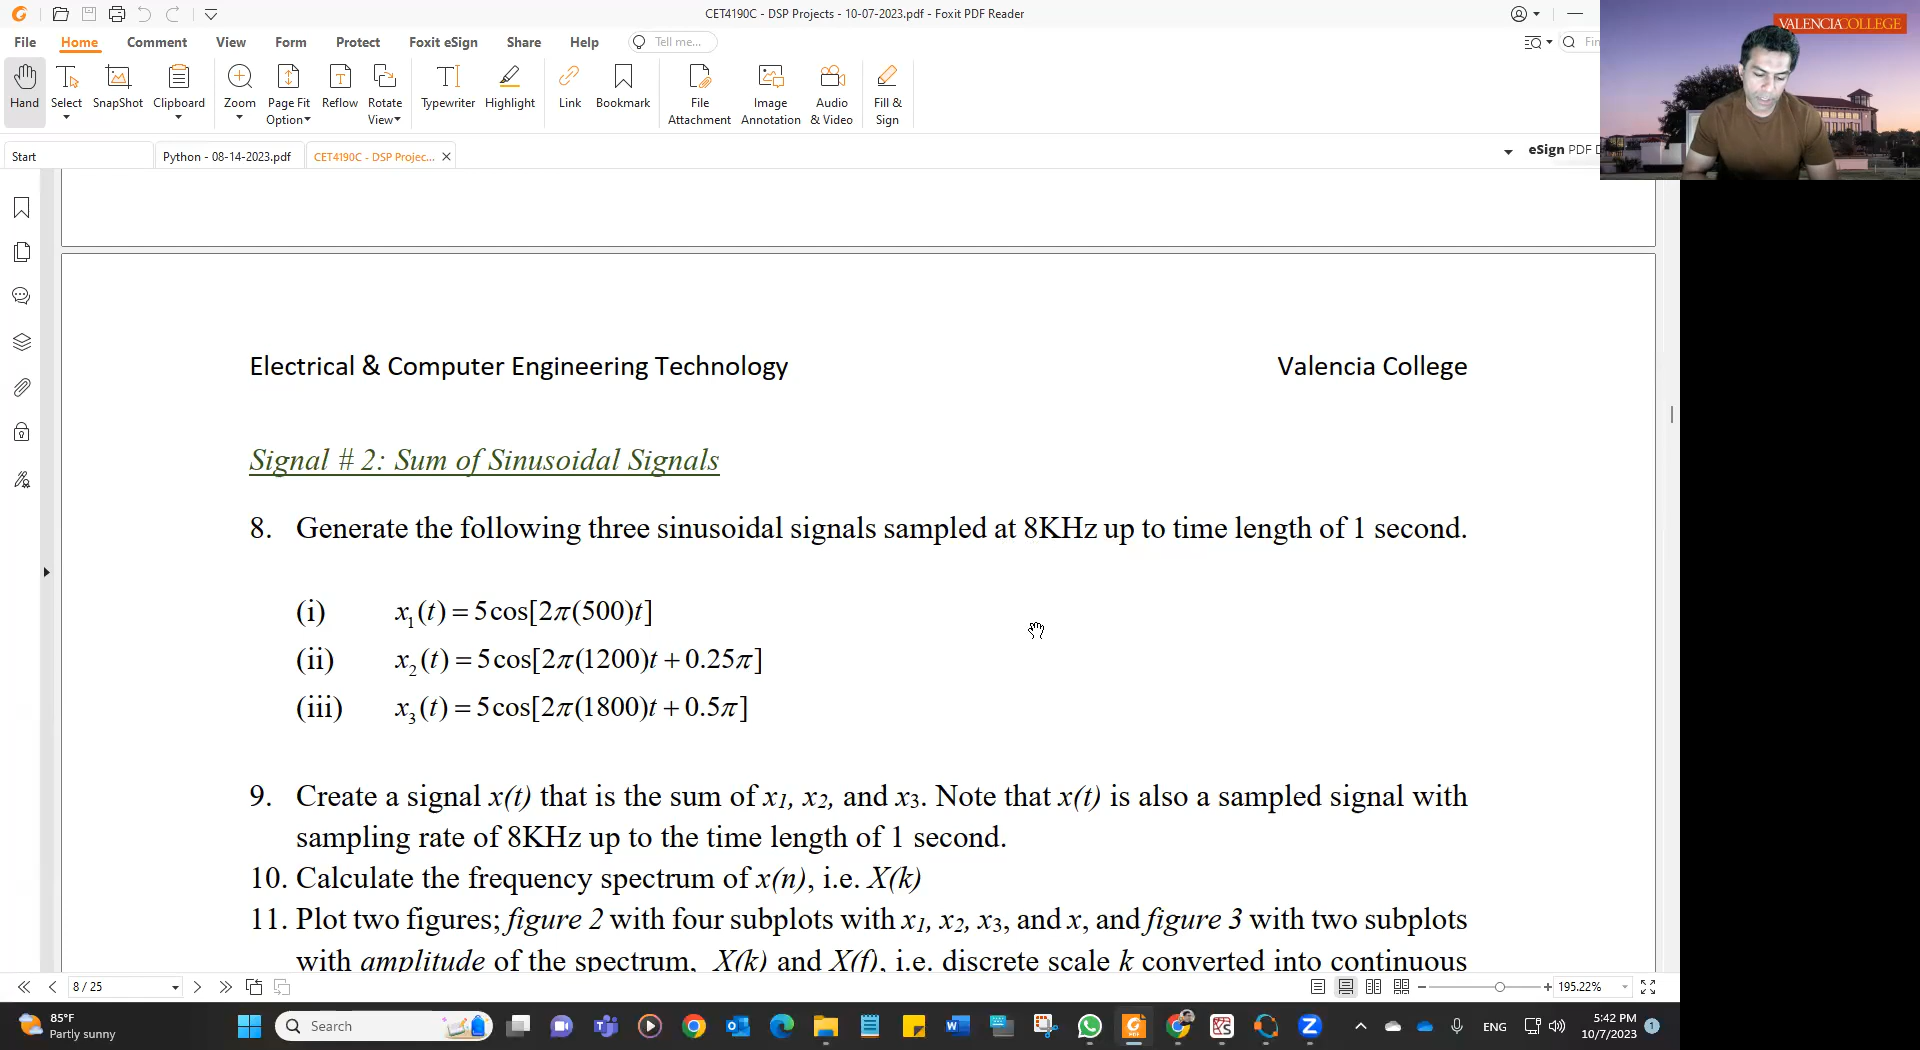 CET4190C - DSP Projects - 10-07-2023.pdf - Foxit PDF Reader
VALENCIACOLLEGE
File Home Comment View Form Protect Foxit eSign Share Help Tell me... Fin
Hand Select SnapShot Clipboard Zoom Page Fit Option Reflow Rotate View Typewriter Highlight Link Bookmark File Attachment Image Annotation Audio & Video Fill & Sign
Start Python - 08-14-2023.pdf CET4190C - DSP Projec... eSign PDF
Electrical & Computer Engineering Technology Valencia College
Signal # 2: Sum of Sinusoidal Signals
8. Generate the following three sinusoidal signals sampled at 8KHz up to time length of 1 second.
(i) x₁(t) = 5cos[2π(500)t]
(ii) x₂(t) = 5cos[2π(1200)t + 0.25π]
(iii) x₃(t) = 5cos[2π(1800)t + 0.5π]
9. Create a signal x(t) that is the sum of x₁, x₂, and x₃. Note that x(t) is also a sampled signal with
sampling rate of 8KHz up to the time length of 1 second.
10. Calculate the frequency spectrum of x(n), i.e. X(k)
11. Plot two figures; figure 2 with four subplots with x₁, x₂, x₃, and x, and figure 3 with two subplots
with amplitude of the spectrum, X(k) and X(f), i.e. discrete scale k converted into continuous
8 / 25 195.22%
85°F
Partly sunny
Search
ENG
5:42 PM
10/7/2023
1